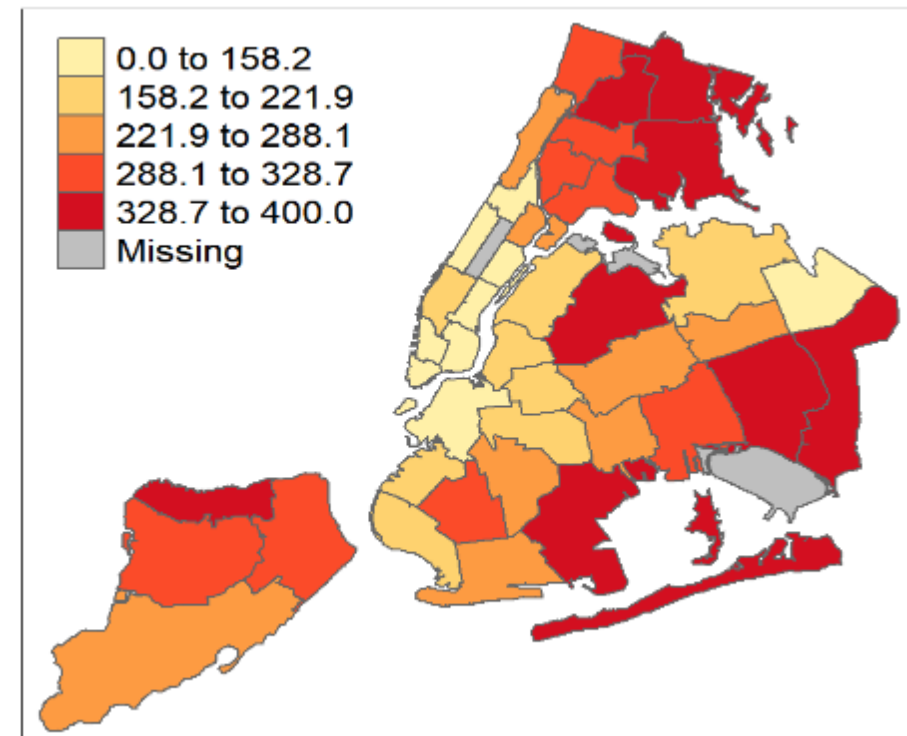 0.0 to 158.2
158.2 to 221.9
221.9 to 288.1
288.1 to 328.7
328.7 to 400.0
Missing